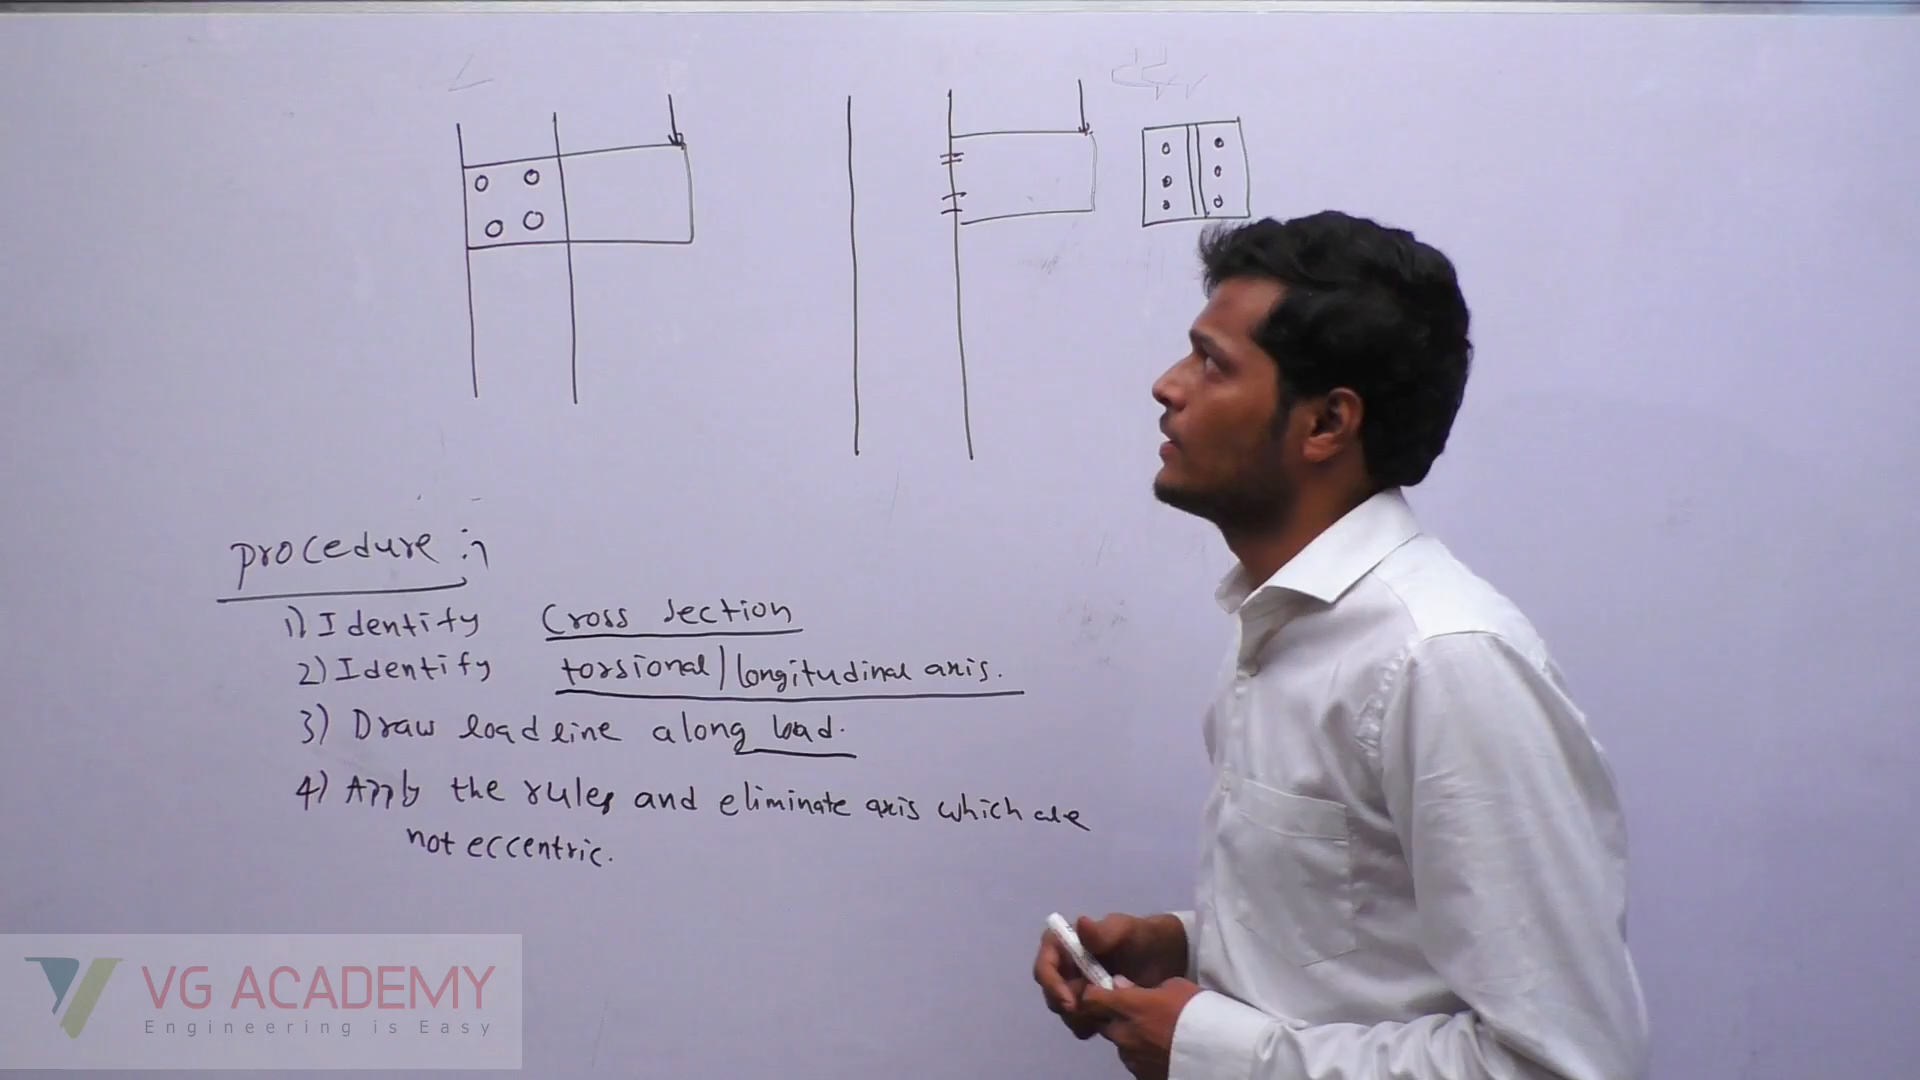 procedure :-
1) Identify Cross section
2) Identify torsional/longitudinal axis.
3) Draw load line along load.
4) Apply the rules and eliminate axis which are
not eccentric.
VG ACADEMY
Engineering is Easy